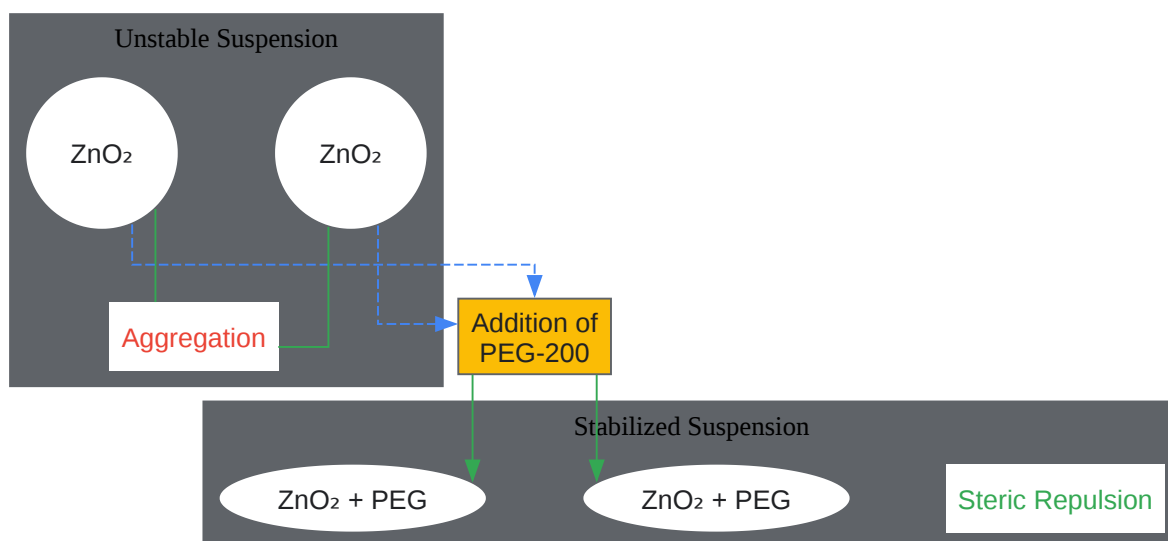 Unstable Suspension
ZnO₂
ZnO₂
Aggregation
Addition of
PEG-200
Stabilized Suspension
ZnO₂ + PEG
ZnO₂ + PEG
Steric Repulsion